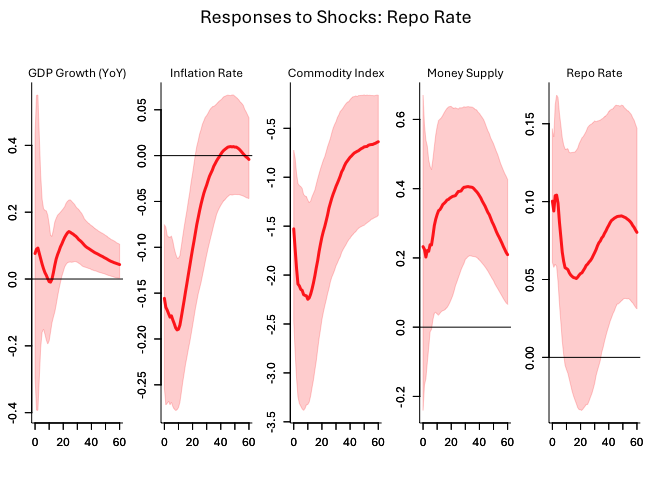 Responses to Shocks: Repo Rate
GDP Growth (YoY)
0.4
0.2
0.0
-0.2
-0.4
0 20 40 60
Inflation Rate
0.05
0.00
-0.05
-0.10
-0.15
-0.20
-0.25
0 20 40 60
Commodity Index
-0.5
-1.0
-1.5
-2.0
-2.5
-3.0
-3.5
0 20 40 60
Money Supply
0.6
0.4
0.2
0.0
-0.2
0 20 40 60
Repo Rate
0.15
0.10
0.05
0.00
0 20 40 60